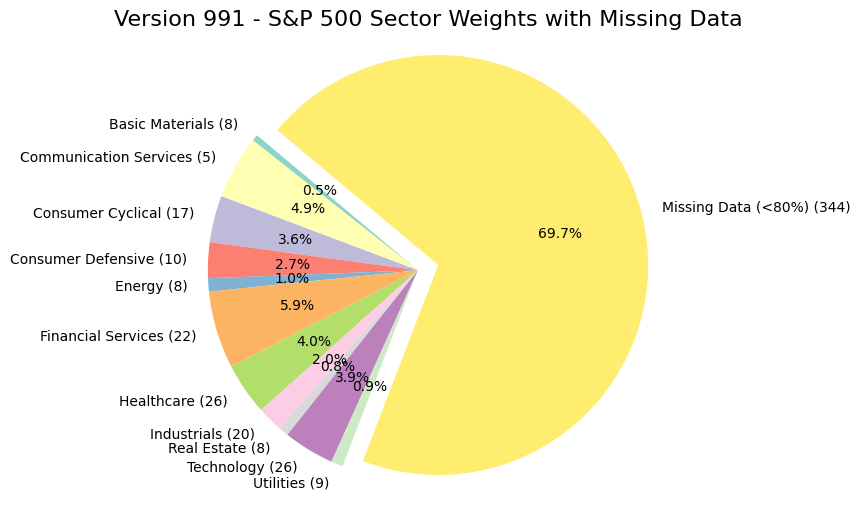 Version 991 - S&P 500 Sector Weights with Missing Data
Basic Materials (8)
0.5%
Communication Services (5)
4.9%
Consumer Cyclical (17)
3.6%
Consumer Defensive (10)
2.7%
Energy (8)
1.0%
Financial Services (22)
5.9%
Healthcare (26)
4.0%
Industrials (20)
2.0%
Real Estate (8)
0.8%
Technology (26)
3.9%
Utilities (9)
0.9%
Missing Data (<80%) (344)
69.7%